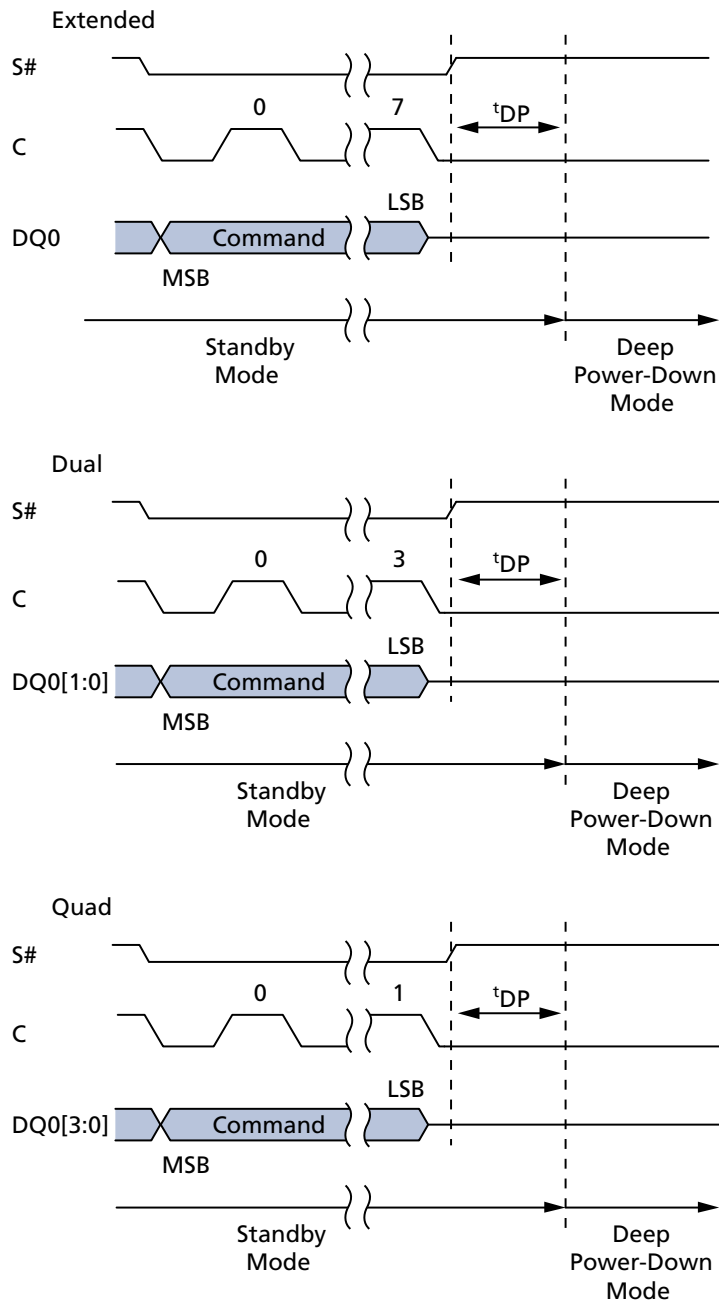 Extended
S#
0 7 tDP
C
LSB
DQ0 Command
MSB
Standby
Mode
Deep
Power-Down
Mode
Dual
S#
0 3 tDP
C
LSB
DQ0[1:0] Command
MSB
Standby
Mode
Deep
Power-Down
Mode
Quad
S#
0 1 tDP
C
LSB
DQ0[3:0] Command
MSB
Standby
Mode
Deep
Power-Down
Mode